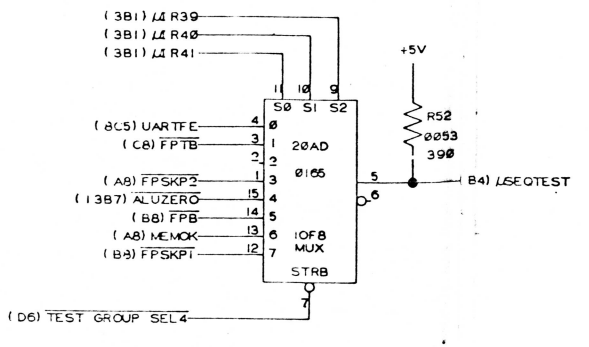 (3B1) µI R39
(3B1) µI R40
(3B1) µI R41
+5V
11 10 9
S0 S1 S2
R52
0053
390
(8C5) UARTFE 4 0
(C8) FPTB 3 1
20AD
2 2
0165
(A8) FPSKP2 1 3
5
(B4) µSEQTEST
(13B7) ALUZERO 15 4
6
(B8) FPB 14 5
(A8) MEMOK 13 6
1OF8
(B8) FPSKP1 12 7
MUX
STRB
7
(D6) TEST GROUP SEL4